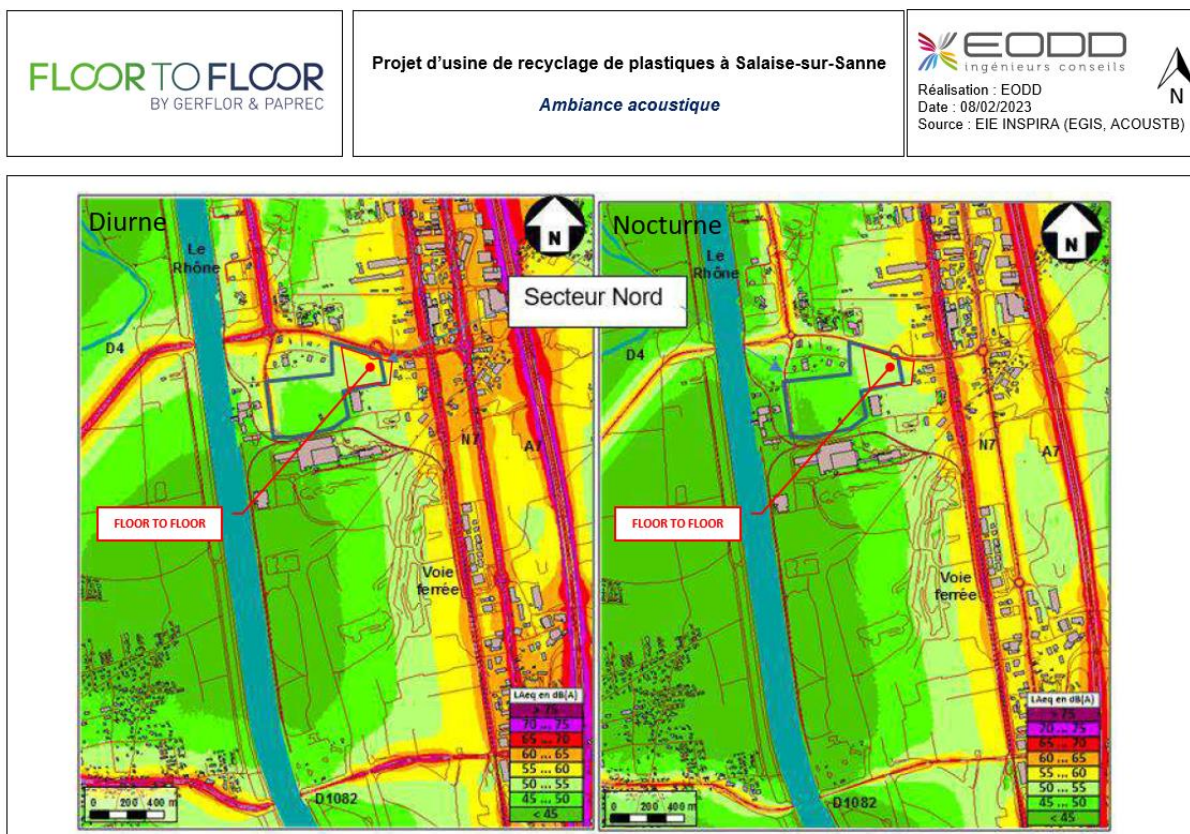 FLOOR TO FLOOR
BY GERFLOR & PAPREC
Projet d'usine de recyclage de plastiques à Salaise-sur-Sanne
Ambiance acoustique
EODD
ingénieurs conseils
Réalisation : EODD
Date : 08/02/2023
Source : EIE INSPIRA (EGIS, ACOUSTB)
N
Diurne
Le
Rhône
N
D4
N7
A7
FLOOR TO FLOOR
Voie
ferrée
D1082
0 200 400 m
LAeq en dB(A)
> 75
70 ... 75
65 ... 70
60 ... 65
55 ... 60
50 ... 55
45 ... 50
< 45
Secteur Nord
Nocturne
Le
Rhône
N
D4
N7
A7
FLOOR TO FLOOR
Voie
ferrée
D1082
0 200 400 m
LAeq en dB(A)
> 75
70 ... 75
65 ... 70
60 ... 65
55 ... 60
50 ... 55
45 ... 50
< 45